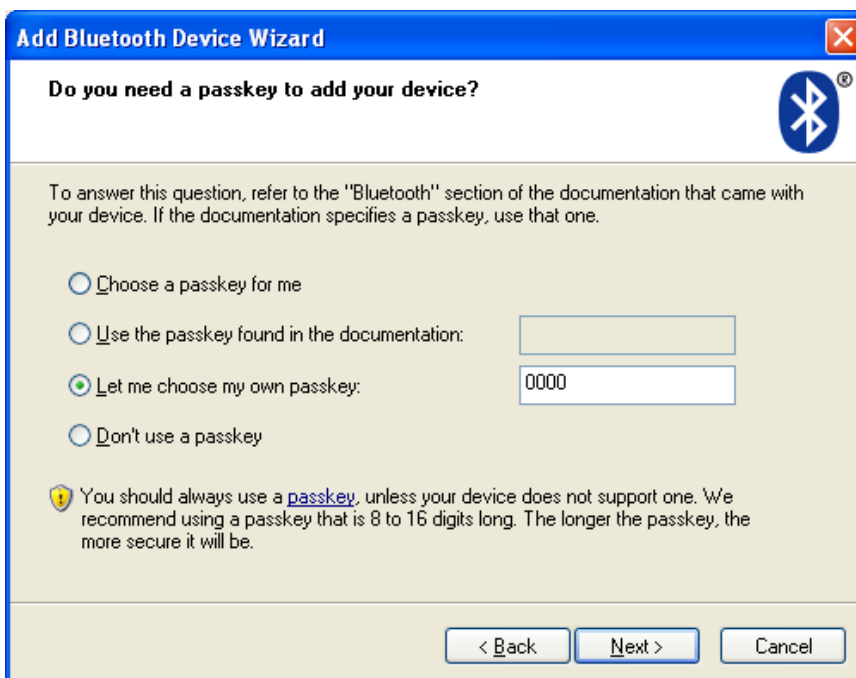 Add Bluetooth Device Wizard
Do you need a passkey to add your device?
®
To answer this question, refer to the "Bluetooth" section of the documentation that came with
your device. If the documentation specifies a passkey, use that one.
Choose a passkey for me
Use the passkey found in the documentation:
Let me choose my own passkey: 0000
Don't use a passkey
You should always use a passkey, unless your device does not support one. We
recommend using a passkey that is 8 to 16 digits long. The longer the passkey, the
more secure it will be.
< Back Next > Cancel